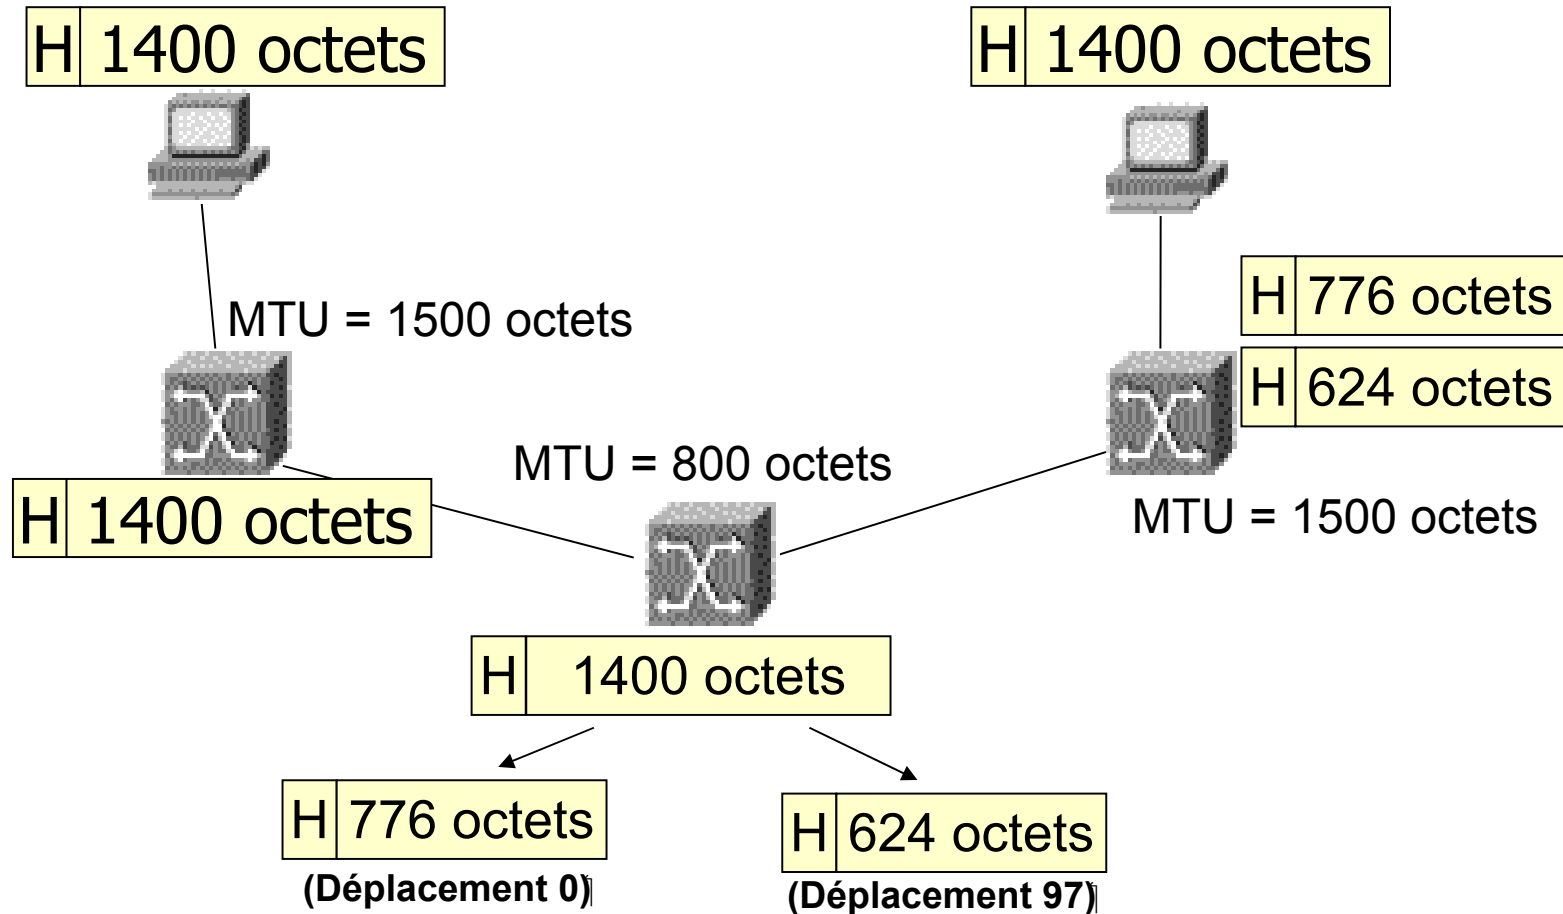 H 1400 octets
H 1400 octets
MTU = 1500 octets
H 776 octets
H 624 octets
MTU = 800 octets
H 1400 octets
MTU = 1500 octets
H 1400 octets
H 776 octets
H 624 octets
(Déplacement 0)
(Déplacement 97)